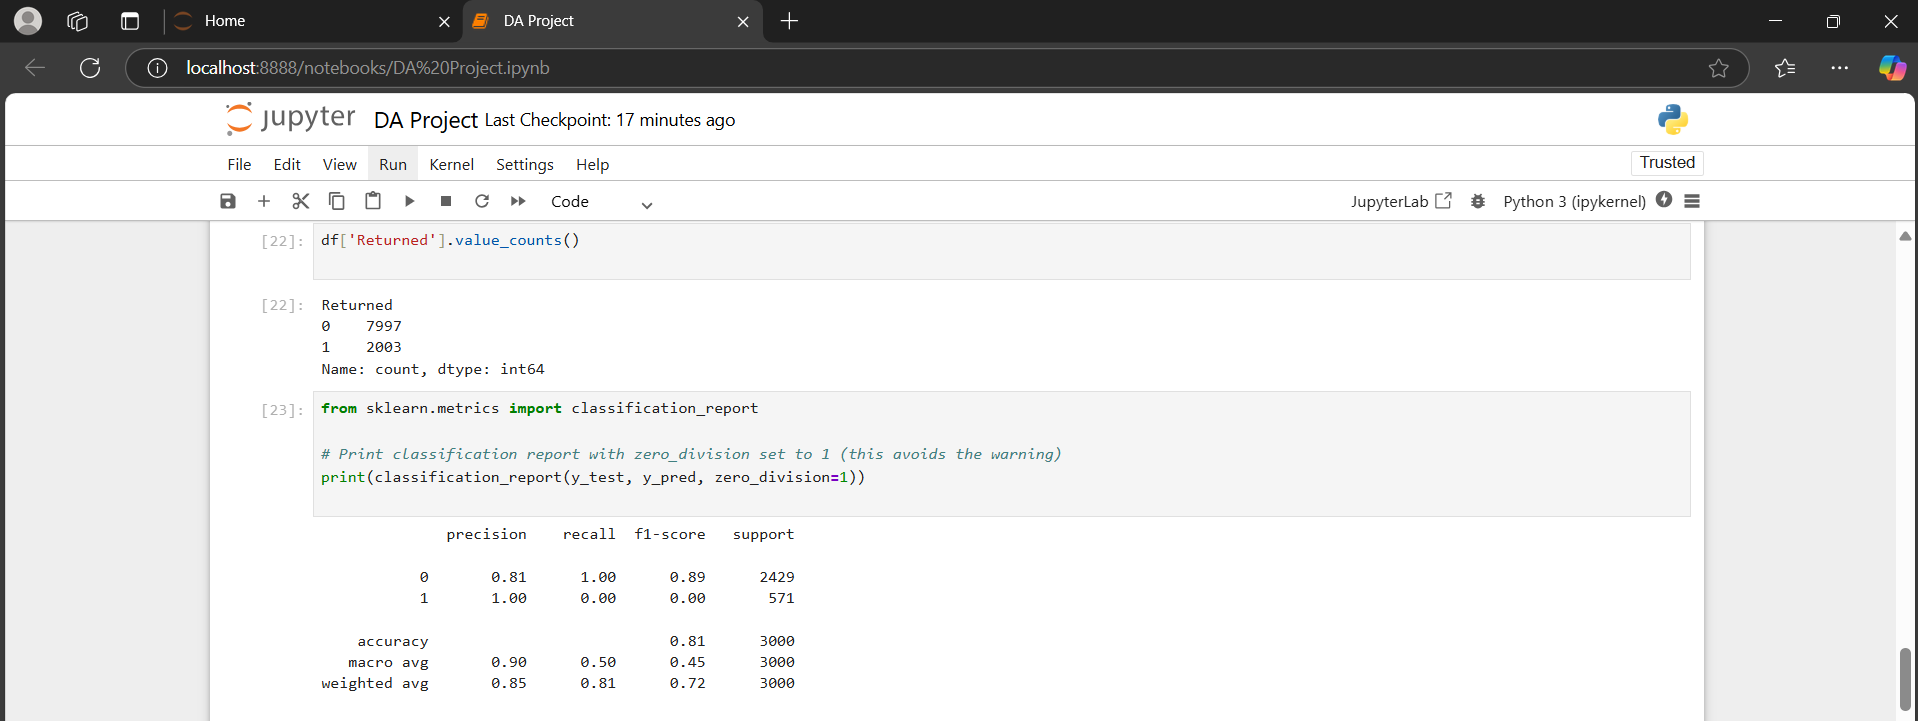 Home
DA Project
localhost:8888/notebooks/DA%20Project.ipynb
jupyter DA Project Last Checkpoint: 17 minutes ago
File Edit View Run Kernel Settings Help
Trusted
Code
JupyterLab
Python 3 (ipykernel)
[22]: df['Returned'].value_counts()
[22]: Returned
0    7997
1    2003
Name: count, dtype: int64
[23]: from sklearn.metrics import classification_report
# Print classification report with zero_division set to 1 (this avoids the warning)
print(classification_report(y_test, y_pred, zero_division=1))
precision    recall  f1-score   support
0       0.81      1.00      0.89      2429
1       1.00      0.00      0.00       571
accuracy                           0.81      3000
macro avg       0.90      0.50      0.45      3000
weighted avg       0.85      0.81      0.72      3000